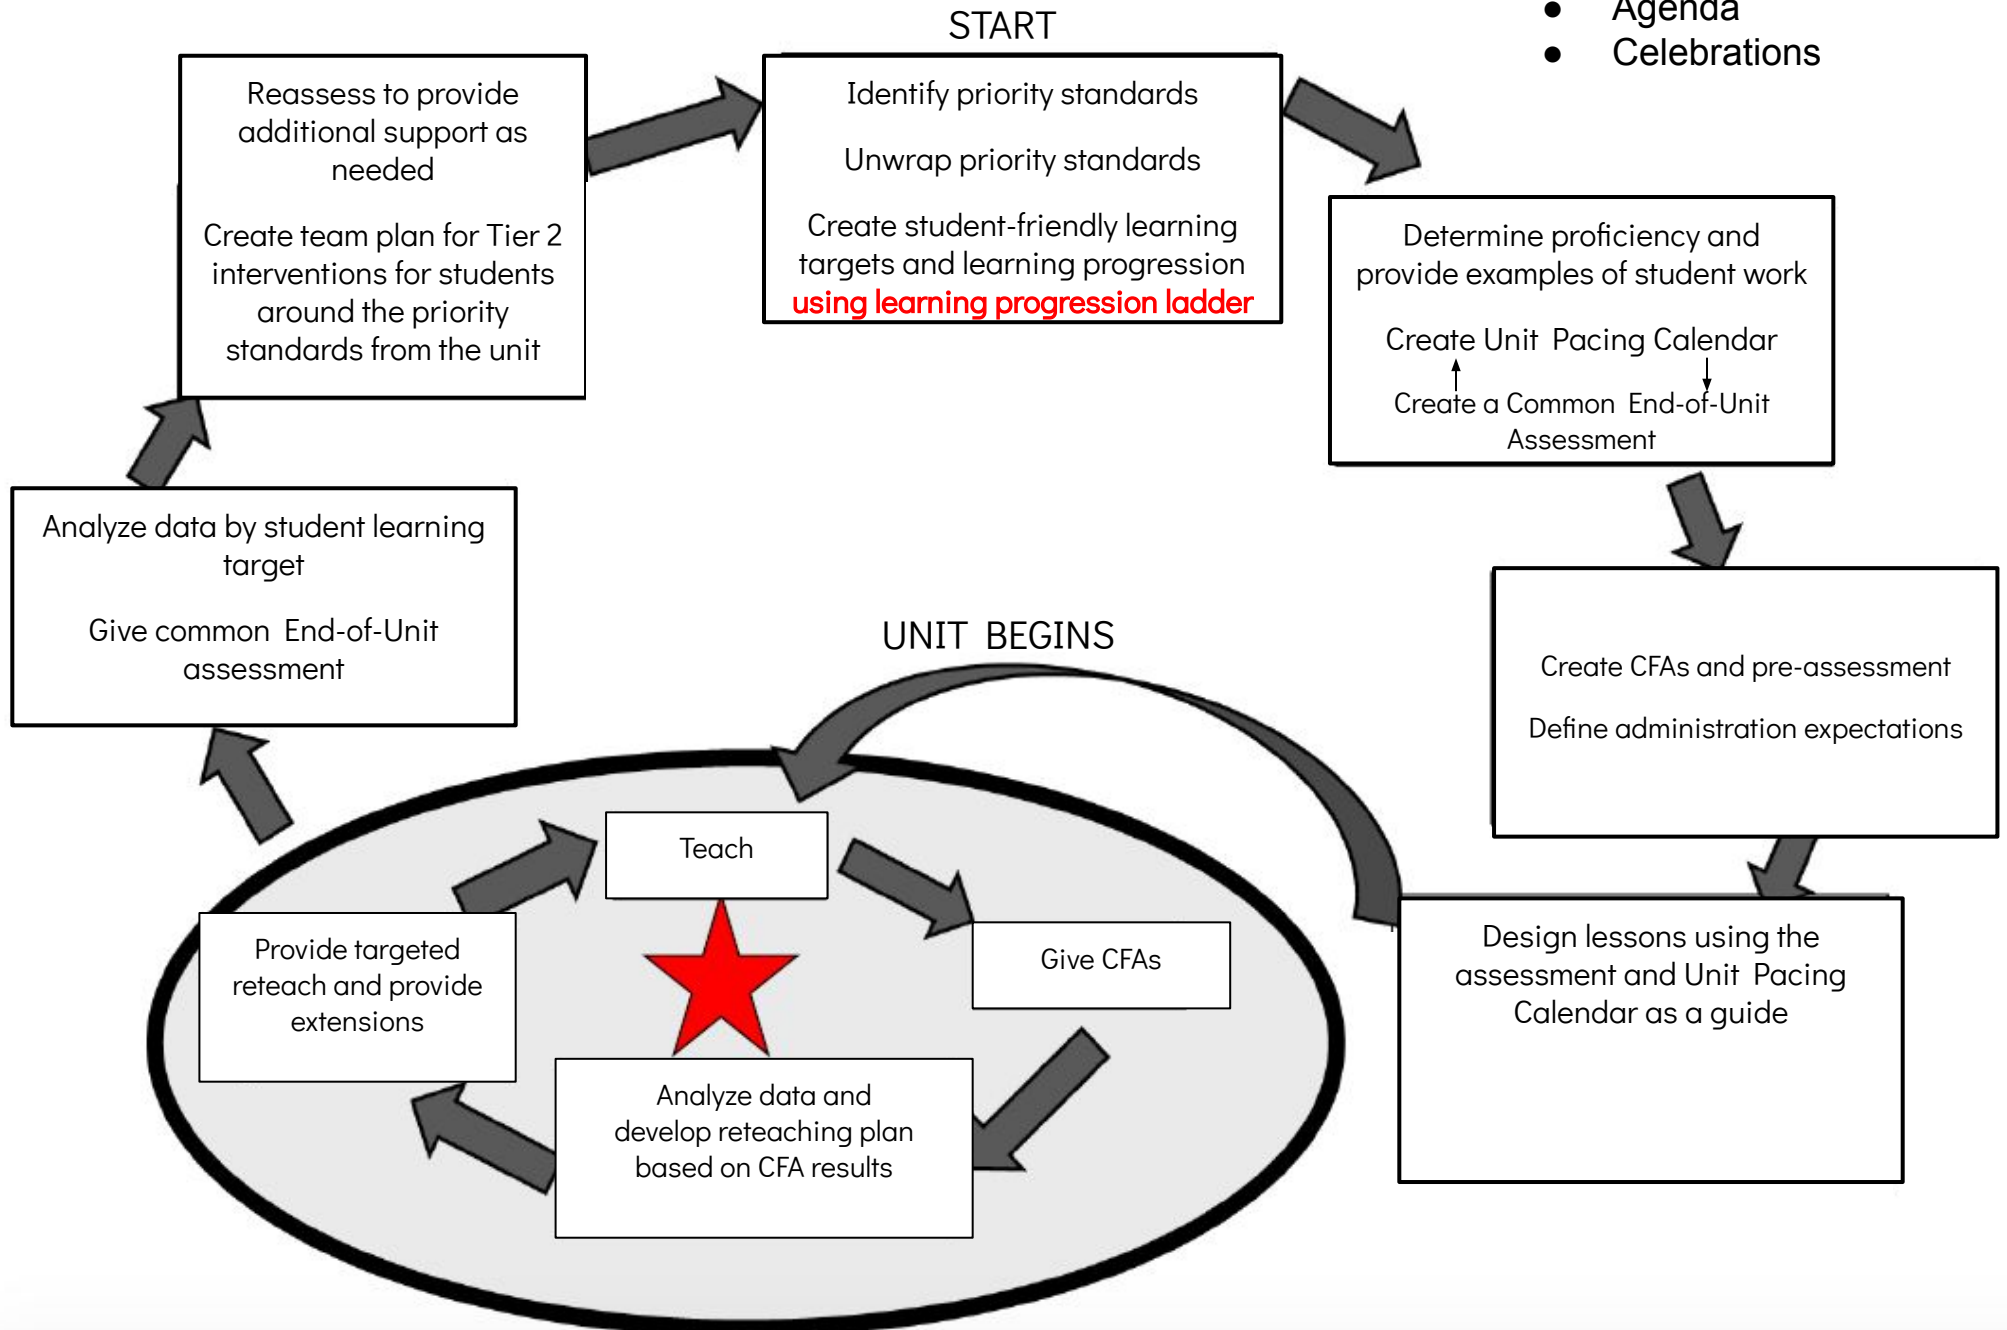 ● Agenda
● Celebrations
START
Identify priority standards
Unwrap priority standards
Create student-friendly learning
targets and learning progression
using learning progression ladder
Determine proficiency and
provide examples of student work
Create Unit Pacing Calendar
Create a Common End-of-Unit
Assessment
Create CFAs and pre-assessment
Define administration expectations
Design lessons using the
assessment and Unit Pacing
Calendar as a guide
UNIT BEGINS
Teach
Give CFAs
Analyze data and
develop reteaching plan
based on CFA results
Provide targeted
reteach and provide
extensions
Analyze data by student learning
target
Give common End-of-Unit
assessment
Reassess to provide
additional support as
needed
Create team plan for Tier 2
interventions for students
around the priority
standards from the unit